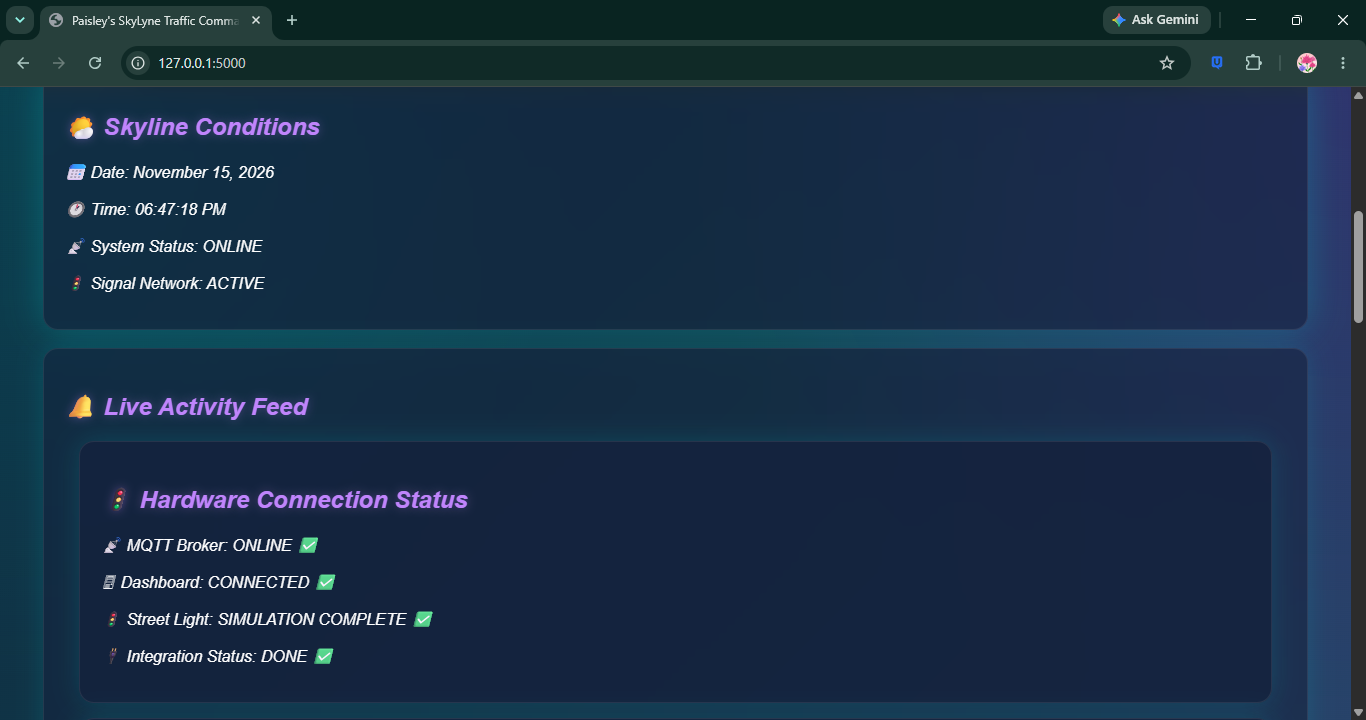 Paisley's SkyLyne Traffic Comma
Ask Gemini
127.0.0.1:5000
Skyline Conditions
Date: November 15, 2026
Time: 06:47:18 PM
System Status: ONLINE
Signal Network: ACTIVE
Live Activity Feed
Hardware Connection Status
MQTT Broker: ONLINE ✅
Dashboard: CONNECTED ✅
Street Light: SIMULATION COMPLETE ✅
Integration Status: DONE ✅